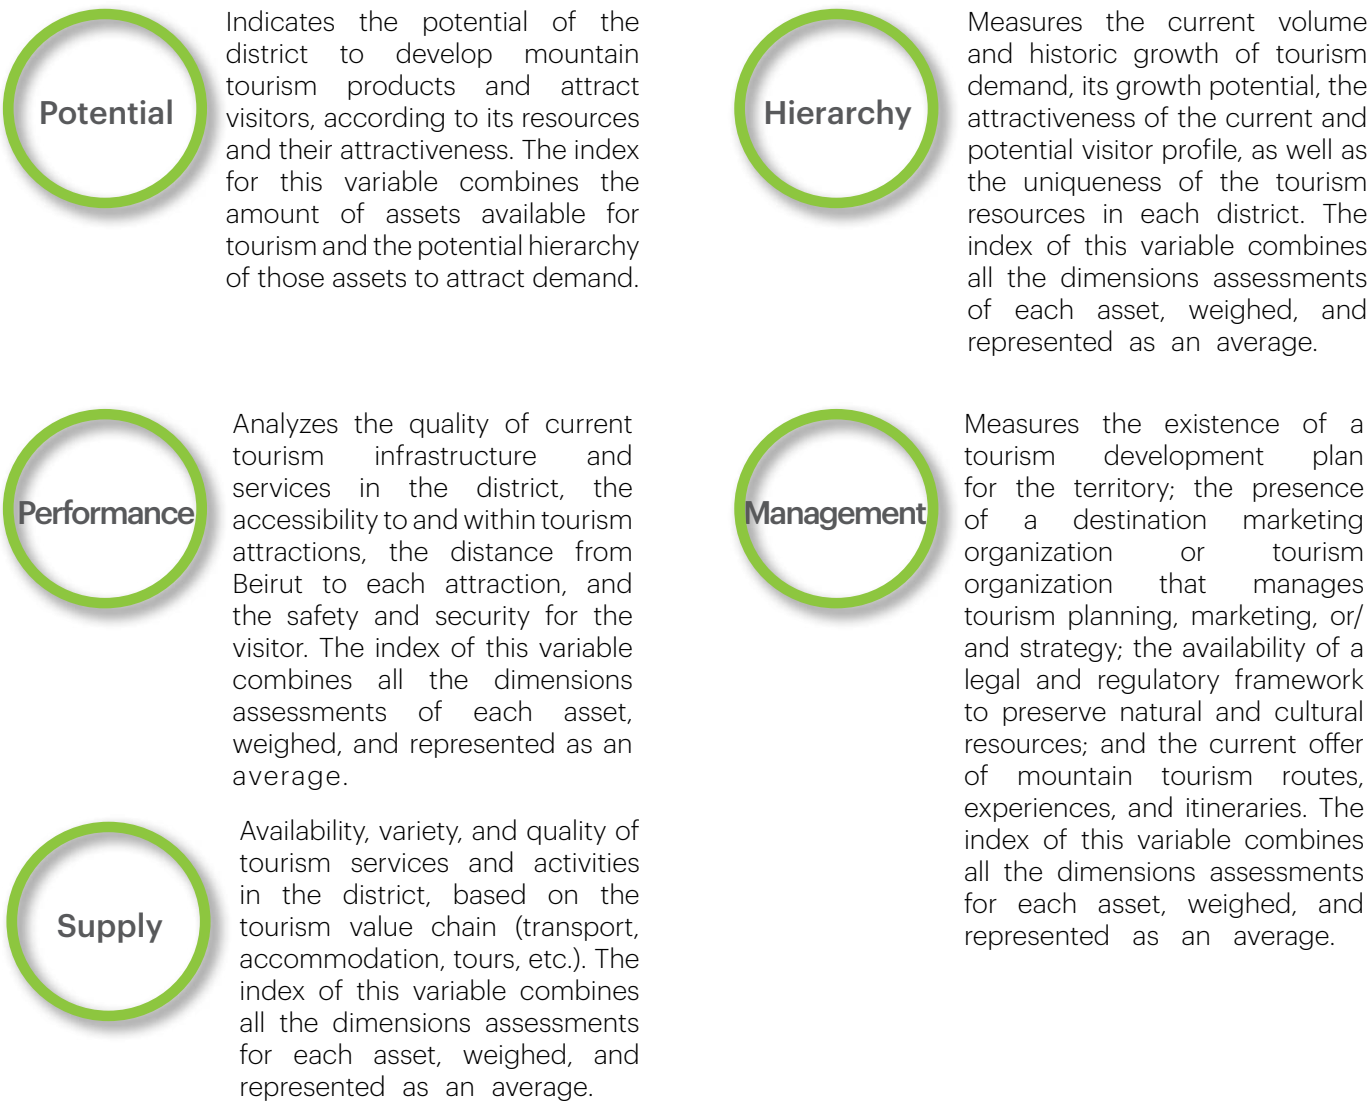 Potential
Indicates the potential of the
district to develop mountain
tourism products and attract
visitors, according to its resources
and their attractiveness. The index
for this variable combines the
amount of assets available for
tourism and the potential hierarchy
of those assets to attract demand.
Hierarchy
Measures the current volume
and historic growth of tourism
demand, its growth potential, the
attractiveness of the current and
potential visitor profile, as well as
the uniqueness of the tourism
resources in each district. The
index of this variable combines
all the dimensions assessments
of each asset, weighed, and
represented as an average.
Performance
Analyzes the quality of current
tourism infrastructure and
services in the district, the
accessibility to and within tourism
attractions, the distance from
Beirut to each attraction, and
the safety and security for the
visitor. The index of this variable
combines all the dimensions
assessments of each asset,
weighed, and represented as an
average.
Management
Measures the existence of a
tourism development plan
for the territory; the presence
of a destination marketing
organization or tourism
organization that manages
tourism planning, marketing, or/
and strategy; the availability of a
legal and regulatory framework
to preserve natural and cultural
resources; and the current offer
of mountain tourism routes,
experiences, and itineraries. The
index of this variable combines
all the dimensions assessments
for each asset, weighed, and
represented as an average.
Supply
Availability, variety, and quality of
tourism services and activities
in the district, based on the
tourism value chain (transport,
accommodation, tours, etc.). The
index of this variable combines
all the dimensions assessments
for each asset, weighed, and
represented as an average.